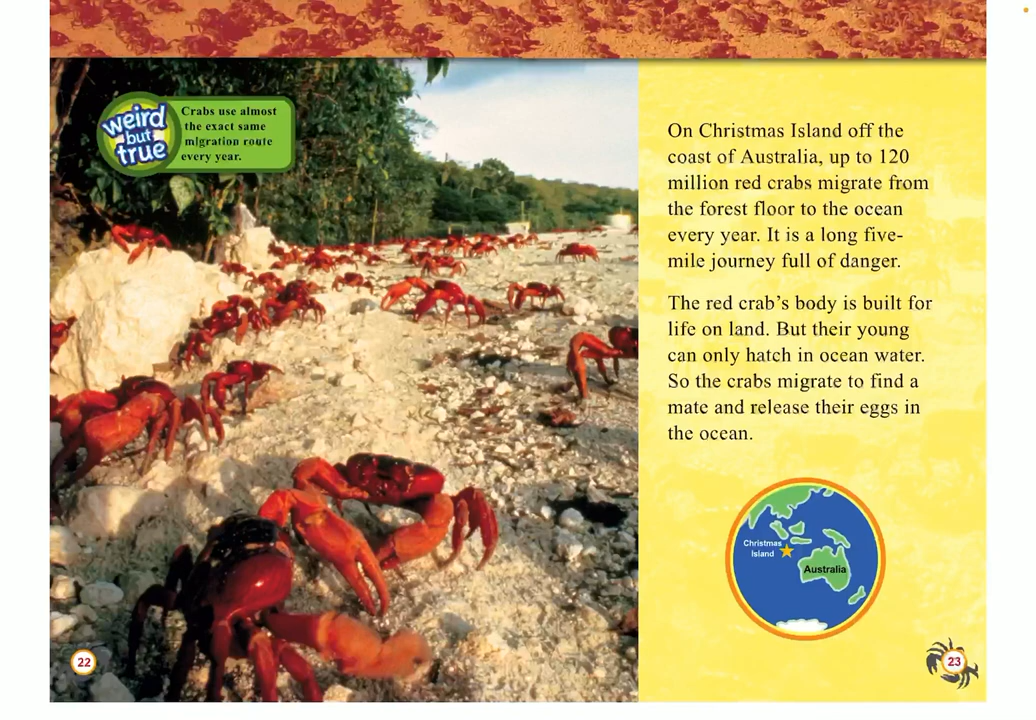 weird
but
true
Crabs use almost
the exact same
migration route
every year.
On Christmas Island off the
coast of Australia, up to 120
million red crabs migrate from
the forest floor to the ocean
every year. It is a long five-
mile journey full of danger.
The red crab’s body is built for
life on land. But their young
can only hatch in ocean water.
So the crabs migrate to find a
mate and release their eggs in
the ocean.
Christmas
Island
Australia
22
23